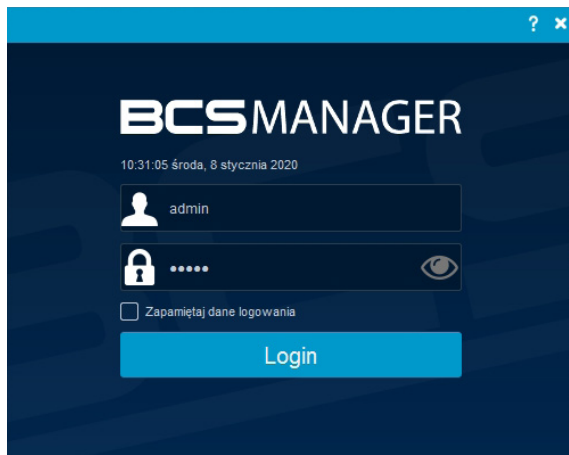 ? ×
BCSMANAGER
10:31:05 środa, 8 stycznia 2020
admin
•••••
Zapamiętaj dane logowania
Login